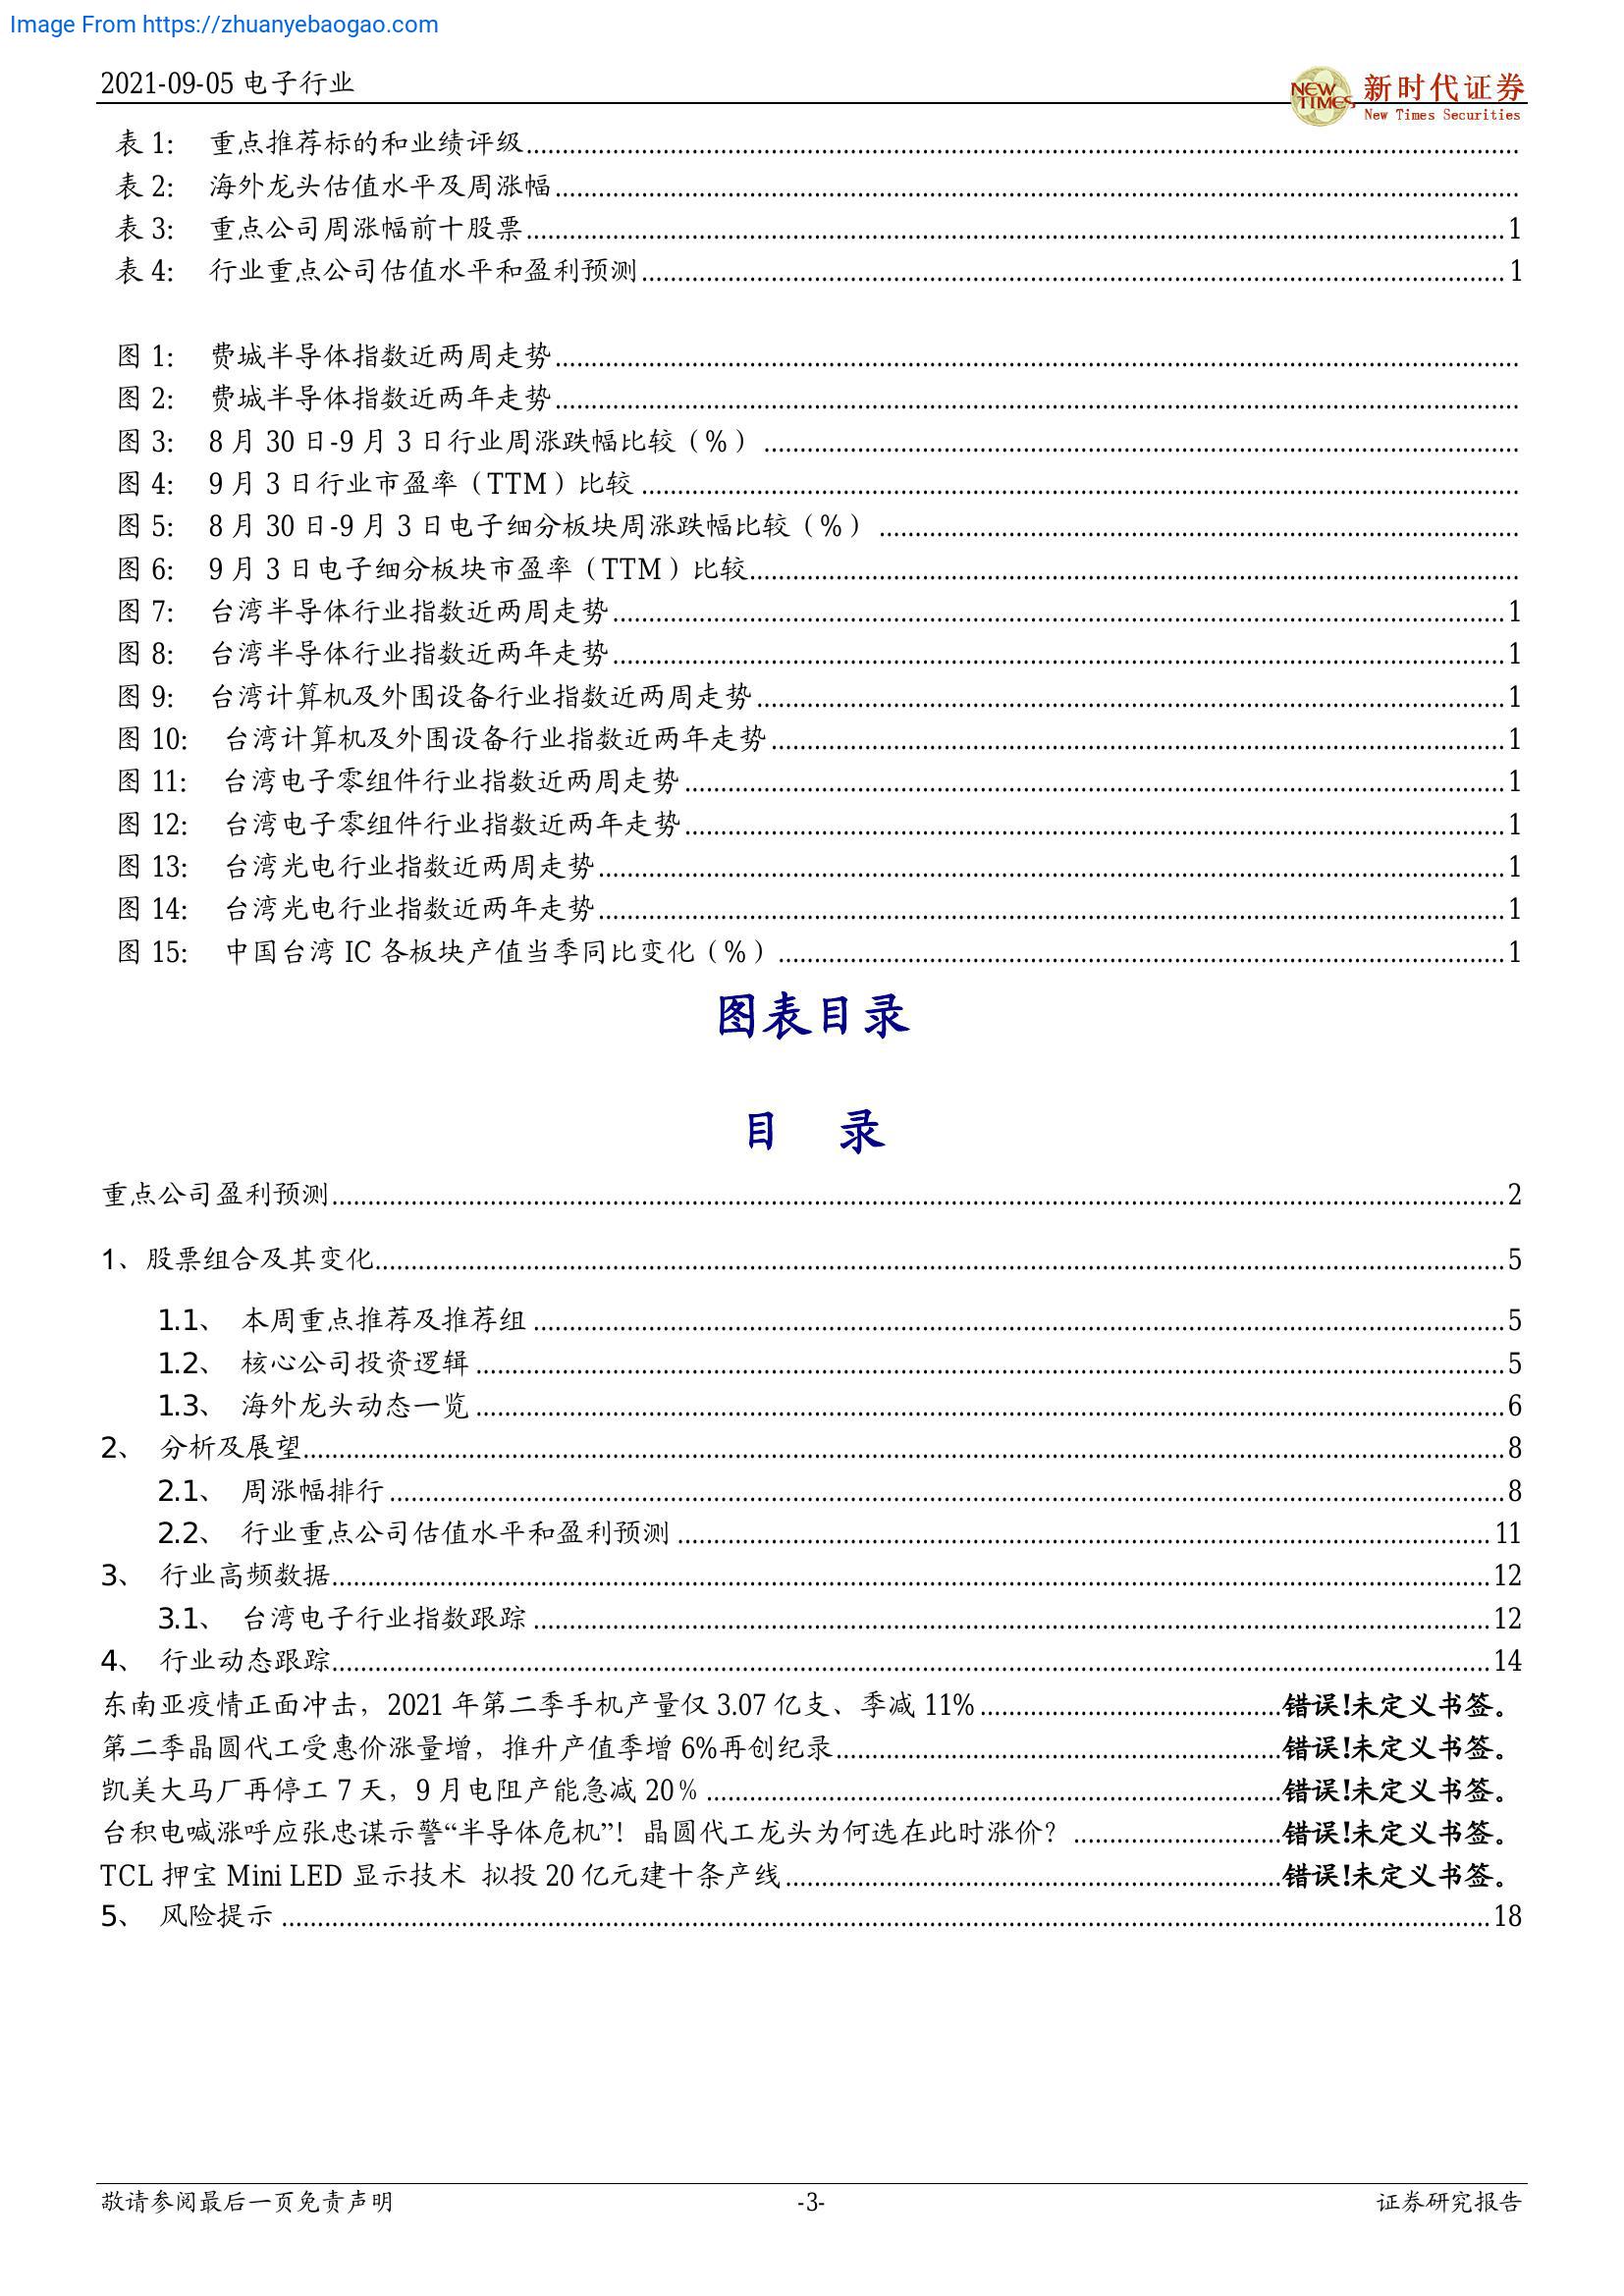 Image From https://zhuanyebaogao.com
2021-09-05 电子行业
NEW TIMES 新时代证券
New Times Securities
表 1: 重点推荐标的和业绩评级
表 2: 海外龙头估值水平及周涨幅
表 3: 重点公司周涨幅前十股票 1
表 4: 行业重点公司估值水平和盈利预测 1
图 1: 费城半导体指数近两周走势
图 2: 费城半导体指数近两年走势
图 3: 8 月 30 日-9 月 3 日行业周涨跌幅比较（%）
图 4: 9 月 3 日行业市盈率（TTM）比较
图 5: 8 月 30 日-9 月 3 日电子细分板块周涨跌幅比较（%）
图 6: 9 月 3 日电子细分板块市盈率（TTM）比较
图 7: 台湾半导体行业指数近两周走势 1
图 8: 台湾半导体行业指数近两年走势 1
图 9: 台湾计算机及外围设备行业指数近两周走势 1
图 10: 台湾计算机及外围设备行业指数近两年走势 1
图 11: 台湾电子零组件行业指数近两周走势 1
图 12: 台湾电子零组件行业指数近两年走势 1
图 13: 台湾光电行业指数近两周走势 1
图 14: 台湾光电行业指数近两年走势 1
图 15: 中国台湾 IC 各板块产值当季同比变化（%） 1
图表目录
目 录
重点公司盈利预测 2
1、股票组合及其变化 5
1.1、 本周重点推荐及推荐组 5
1.2、 核心公司投资逻辑 5
1.3、 海外龙头动态一览 6
2、 分析及展望 8
2.1、 周涨幅排行 8
2.2、 行业重点公司估值水平和盈利预测 11
3、 行业高频数据 12
3.1、 台湾电子行业指数跟踪 12
4、 行业动态跟踪 14
东南亚疫情正面冲击，2021 年第二季手机产量仅 3.07 亿支、季减 11% 错误!未定义书签。
第二季晶圆代工受惠价涨量增，推升产值季增 6%再创纪录 错误!未定义书签。
凯美大马厂再停工 7 天，9 月电阻产能急减 20% 错误!未定义书签。
台积电喊涨呼应张忠谋示警“半导体危机”！晶圆代工龙头为何选在此时涨价？ 错误!未定义书签。
TCL 押宝 Mini LED 显示技术 拟投 20 亿元建十条产线 错误!未定义书签。
5、 风险提示 18
敬请参阅最后一页免责声明 -3- 证券研究报告